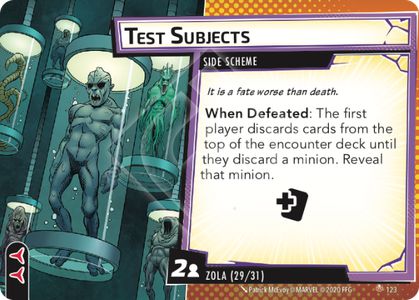 TEST SUBJECTS
SIDE SCHEME
It is a fate worse than death.
When Defeated: The first
player discards cards from the
top of the encounter deck until
they discard a minion. Reveal
that minion.
2
ZOLA (29/31)
Patrick McEvoy © MARVEL © 2020 FFG 123